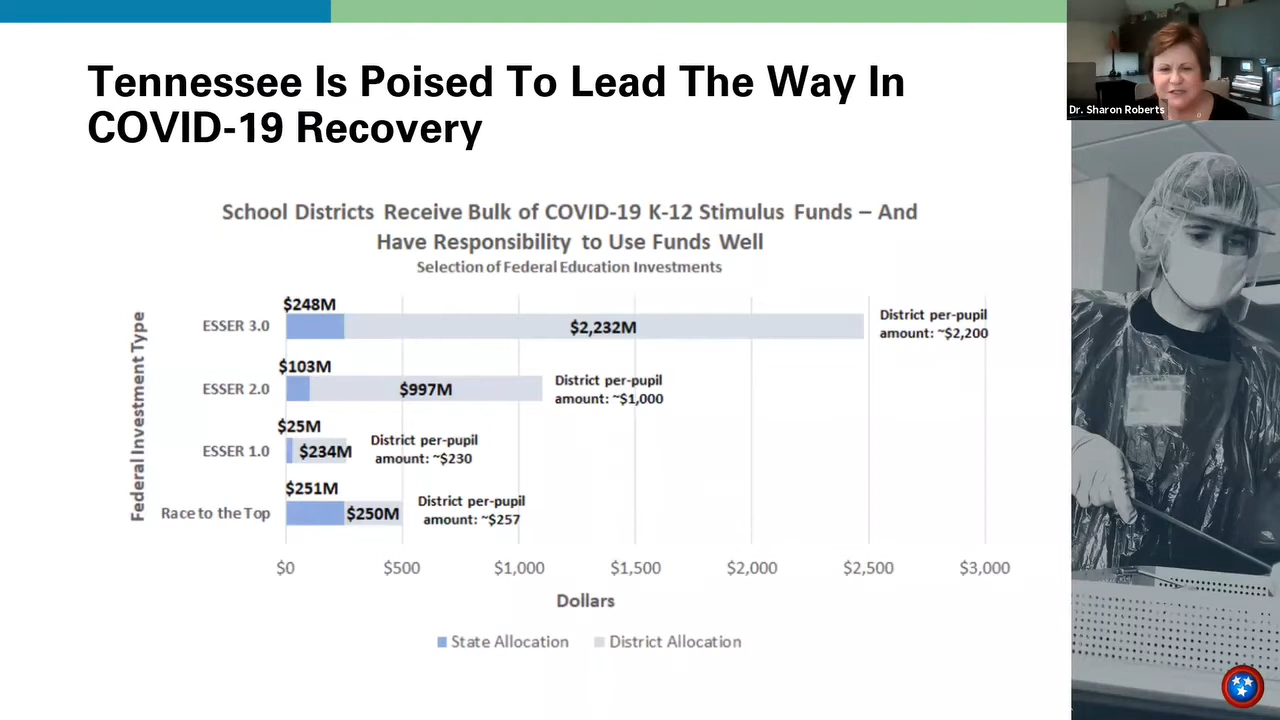 Tennessee Is Poised To Lead The Way In
COVID-19 Recovery
Dr. Sharon Roberts
School Districts Receive Bulk of COVID-19 K-12 Stimulus Funds – And
Have Responsibility to Use Funds Well
Selection of Federal Education Investments
Federal Investment Type
ESSER 3.0
$248M
$2,232M
District per-pupil
amount: ~$2,200
ESSER 2.0
$103M
$997M
District per-pupil
amount: ~$1,000
ESSER 1.0
$25M
$234M
District per-pupil
amount: ~$230
Race to the Top
$251M
$250M
District per-pupil
amount: ~$257
$0 $500 $1,000 $1,500 $2,000 $2,500 $3,000
Dollars
State Allocation District Allocation